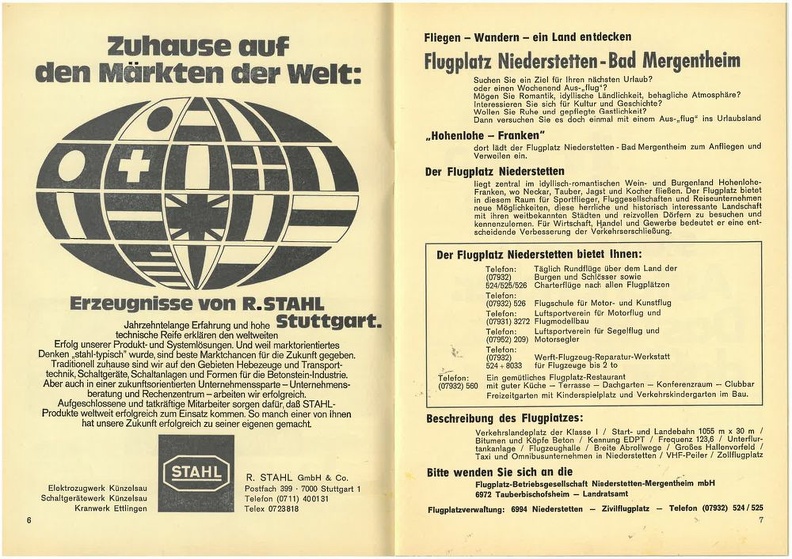 Zuhause auf
den Märkten der Welt:
Erzeugnisse von R.STAHL
Stuttgart.
Jahrzehntelange Erfahrung und hohe
technische Reife erklären den weltweiten
Erfolg unserer Produkt- und Systemlösungen. Und weil marktorientiertes
Denken „stahl-typisch" wurde, sind beste Marktchancen für die Zukunft gegeben.
Traditionell zuhause sind wir auf den Gebieten Hebezeuge und Transport-
technik, Schaltgeräte, Schaltanlagen und Formen für die Betonstein-Industrie.
Aber auch in einer zukunftsorientierten Unternehmenssparte – Unternehmens-
beratung und Rechenzentrum – arbeiten wir erfolgreich.
Aufgeschlossene und tatkräftige Mitarbeiter sorgen dafür, daß STAHL-
Produkte weltweit erfolgreich zum Einsatz kommen. So manch einer von Ihnen
hat unsere Zukunft erfolgreich zu seiner eigenen gemacht.
STAHL
Elektrozugwerk Künzelsau
Schaltgerätewerk Künzelsau
Kranwerk Ettlingen
R. STAHL GmbH & Co.
Postfach 399 · 7000 Stuttgart 1
Telefon (0711) 400131
Telex 0723818
6
Fliegen – Wandern – ein Land entdecken
Flugplatz Niederstetten - Bad Mergentheim
Suchen Sie ein Ziel für Ihren nächsten Urlaub?
oder einen Wochenend Aus-„flug"?
Mögen Sie Romantik, idyllische Ländlichkeit, behagliche Atmosphäre?
Interessieren Sie sich für Kultur und Geschichte?
Wollen Sie Ruhe und gepflegte Gastlichkeit?
Dann versuchen Sie es doch einmal mit einem Aus-„flug" ins Urlaubsland
„Hohenlohe - Franken"
dort lädt der Flugplatz Niederstetten - Bad Mergentheim zum Anfliegen und
Verweilen ein.
Der Flugplatz Niederstetten
liegt zentral im idyllisch-romantischen Wein- und Burgenland Hohenlohe-
Franken, wo Neckar, Tauber, Jagst und Kocher fließen. Der Flugplatz bietet
in diesem Raum für Sportflieger, Fluggesellschaften und Reiseunternehmen
neue Möglichkeiten, diese herrliche und historisch interessante Landschaft
mit ihren weitbekannten Städten und reizvollen Dörfern zu besuchen und
kennenzulernen. Für Wirtschaft, Handel und Gewerbe bedeutet er eine ent-
scheidende Verbesserung der Verkehrserschließung.
Der Flugplatz Niederstetten bietet Ihnen:
Telefon: Täglich Rundflüge über dem Land der
(07932) Burgen und Schlösser sowie
524/525/526 Charterflüge nach allen Flugplätzen
Telefon:
(07932) 526 Flugschule für Motor- und Kunstflug
Telefon: Luftsportverein für Motorflug und
(07931) 3272 Flugmodellbau
Telefon: Luftsportverein für Segelflug und
(07952) 209) Motorsegler
Telefon:
(07932) Werft-Flugzeug-Reparatur-Werkstatt
524 + 8033 für Flugzeuge bis 2 to
Telefon: Ein gemütliches Flugplatz-Restaurant
(07932) 560 mit guter Küche – Terrasse – Dachgarten – Konferenzraum – Clubbar
Freizeitgarten mit Kinderspielplatz und Verkehrskindergarten im Bau.
Beschreibung des Flugplatzes:
Verkehrslandeplatz der Klasse I / Start- und Landebahn 1055 m x 30 m /
Bitumen und Köpfe Beton / Kennung EDPT / Frequenz 123,6 / Unterflur-
tankanlage / Flugzeughalle / Breite Abrollwege / Großes Hallenvorfeld /
Taxi und Omnibusunternehmen in Niederstetten / VHF-Peiler / Zollflugplatz
Bitte wenden Sie sich an die
Flugplatz-Betriebsgesellschaft Niederstetten-Mergentheim mbH
6972 Tauberbischofsheim – Landratsamt
Flugplatzverwaltung: 6994 Niederstetten – Zivilflugplatz – Telefon (07932) 524 / 525
7